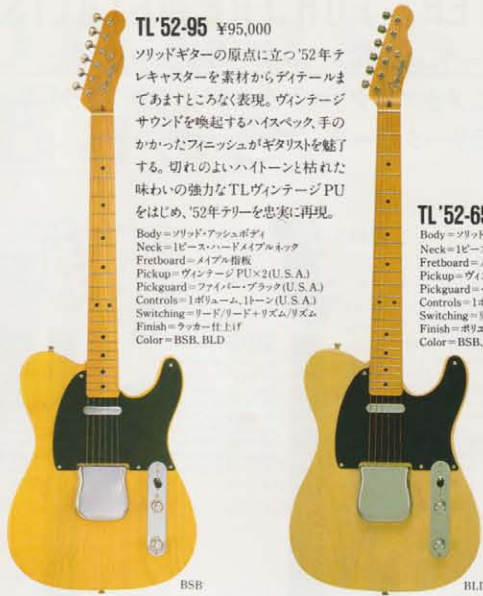 TL'52-95 ¥95,000
ソリッドギターの原点に立つ'52年テ
レキャスターを素材からディテールま
であますところなく表現。ヴィンテージ
サウンドを喚起するハイスペック、手の
かかったフィニッシュがギタリストを魅了
する。切れのよいハイトーンと枯れた
味わいの強力なTLヴィンテージPU
をはじめ、'52年テリーを忠実に再現。
Body=ソリッド・アッシュボディ
Neck=1ピース・ハードメイプルネック
Fretboard=メイプル指板
Pickup=ヴィンテージPU×2(U.S.A.)
Pickguard=ファイバー・ブラック(U.S.A.)
Controls=1ボリューム、1トーン(U.S.A.)
Switching=リード/リード+リズム/リズム
Finish=ラッカー仕上げ
Color=BSB、BLD
BSB
TL'52-6
Body=ソリッド
Neck=1ピー
Fretboard=
Pickup=ヴィ
Pickguard=
Controls=1ボ
Switching=リ
Finish=ポリエ
Color=BSB、
BLD